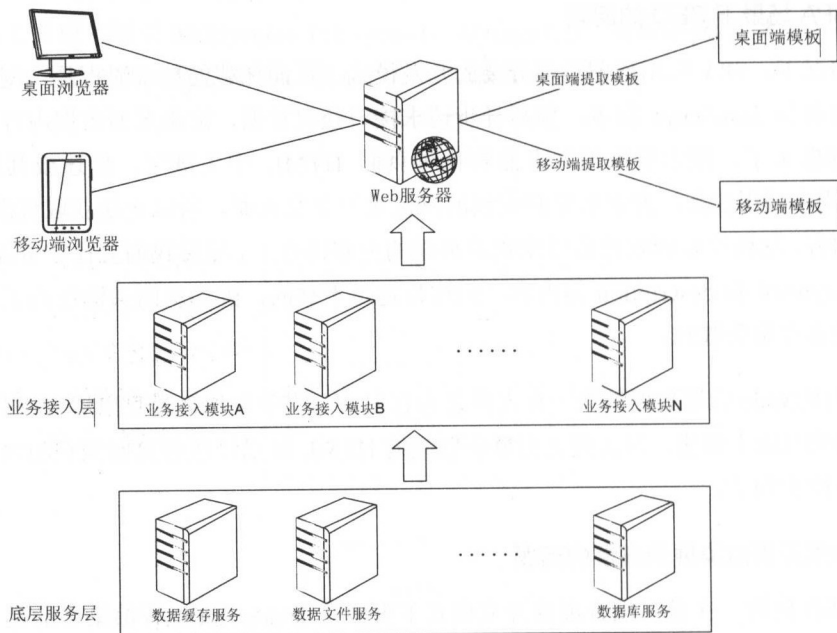 桌面浏览器
移动端浏览器
Web服务器
桌面端提取模板
移动端提取模板
桌面端模板
移动端模板
业务接入层
业务接入模块A
业务接入模块B
······
业务接入模块N
底层服务层
数据缓存服务
数据文件服务
······
数据库服务